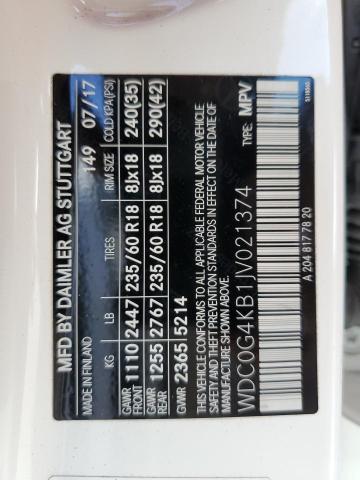 MFD BY DAIMLER AG STUTTGART
MADE IN FINLAND 149 07/17
KG LB TIRES RIM SIZE COLD KPA(PSI)
GAWR FRONT 1110 2447 235/60 R18 8Jx18 240(35)
GAWR REAR 1255 2767 235/60 R18 8Jx18 290(42)
GVWR 2365 5214
THIS VEHICLE CONFORMS TO ALL APPLICABLE FEDERAL MOTOR VEHICLE
SAFETY AND THEFT PREVENTION STANDARDS IN EFFECT ON THE DATE OF
MANUFACTURE SHOWN ABOVE.
WDC0G4KB1JV021374 TYPE: MPV
A 204 817 78 20